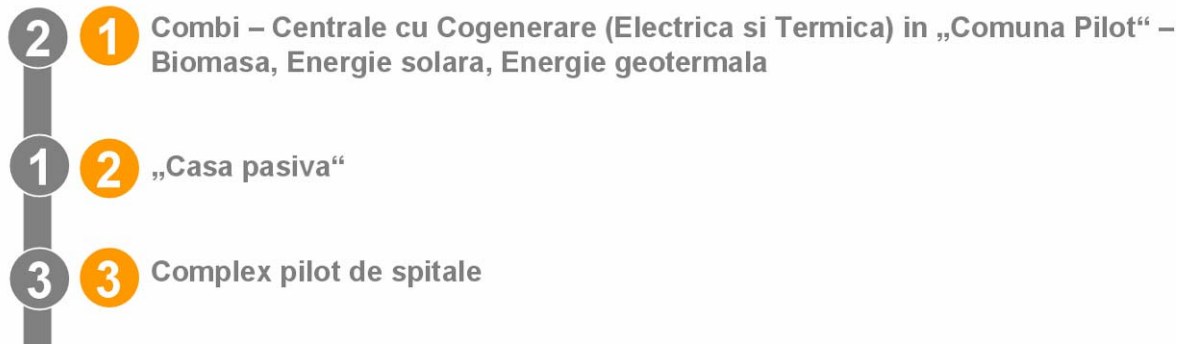 2 1 Combi – Centrale cu Cogenerare (Electrica si Termica) in „Comuna Pilot“ –
Biomasa, Energie solara, Energie geotermala
1 2 „Casa pasiva“
3 3 Complex pilot de spitale